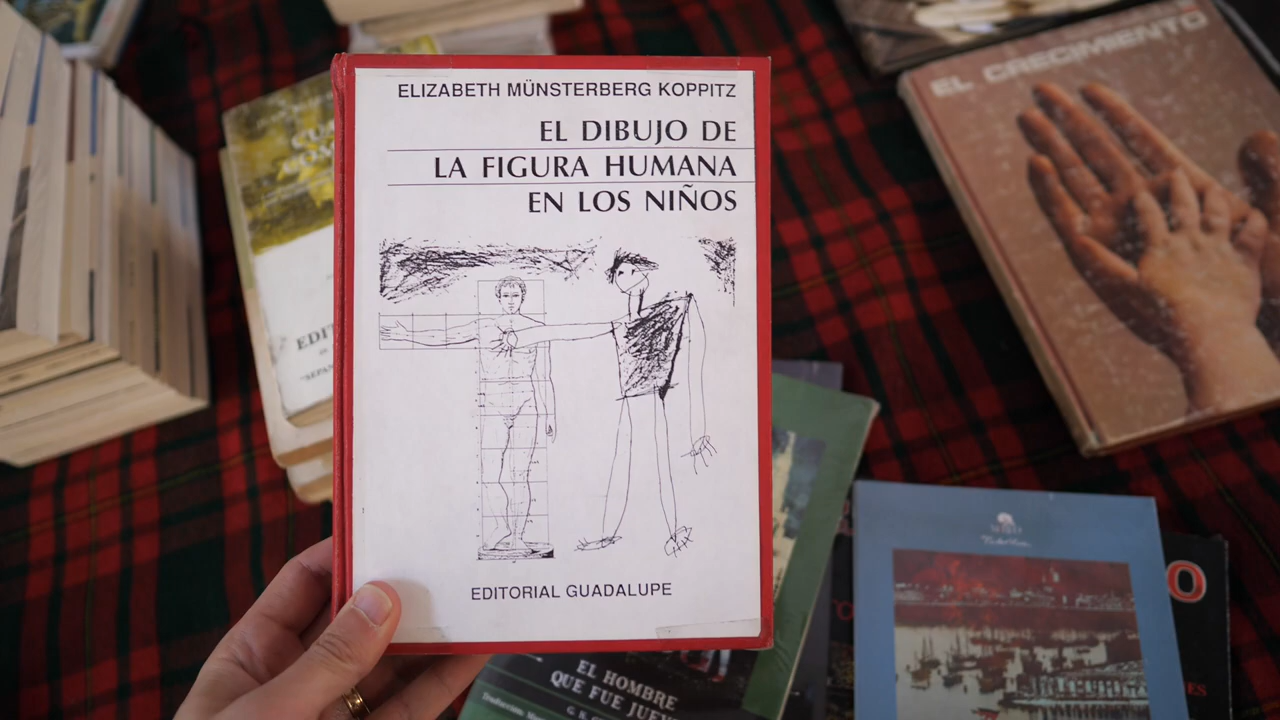 ELIZABETH MÜNSTERBERG KOPPITZ
EL DIBUJO DE
LA FIGURA HUMANA
EN LOS NIÑOS
EDITORIAL GUADALUPE
EL CRECIMIENTO
EL HOMBRE
QUE FUE JUEV